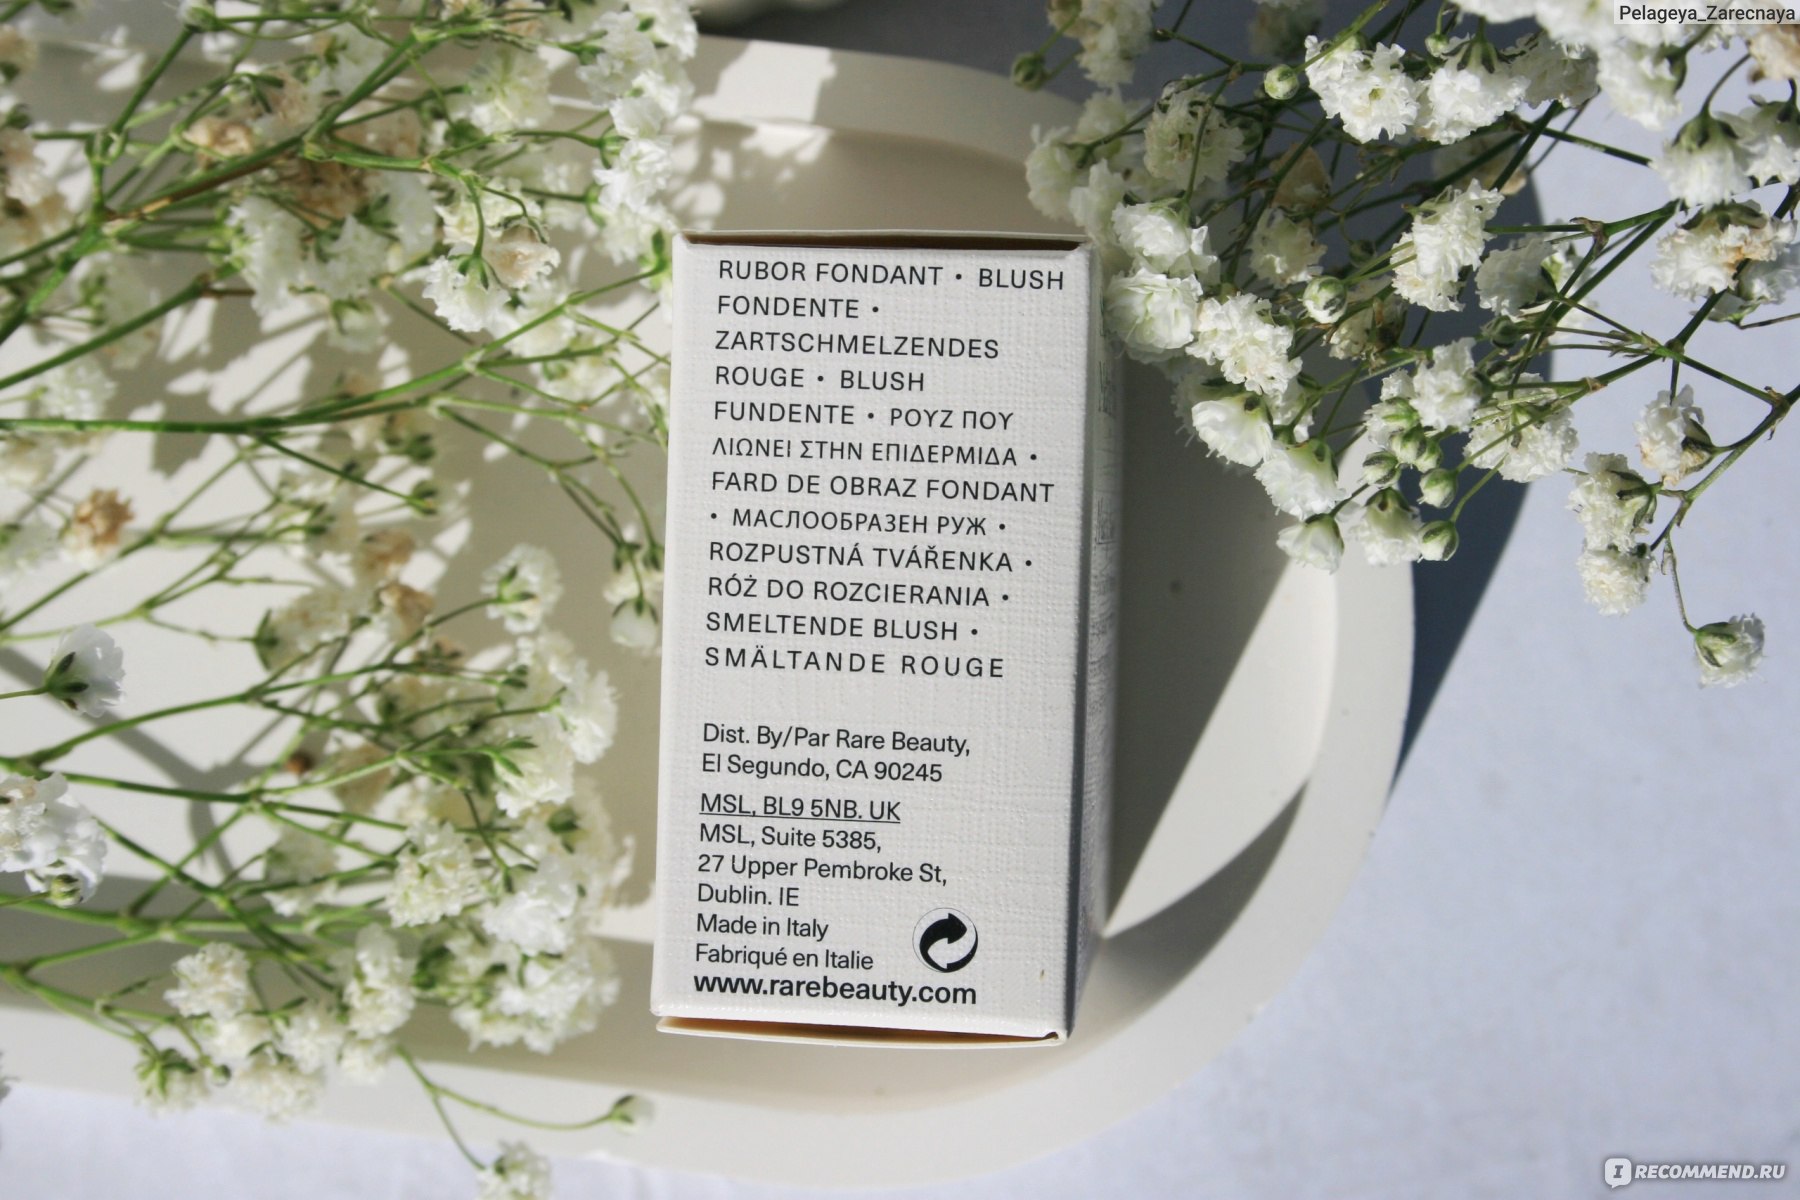 Pelageya_Zarecnaya
RUBOR FONDANT • BLUSH
FONDENTE •
ZARTSCHMELZENDES
ROUGE • BLUSH
FUNDENTE • ΡΟΥΖ ΠΟΥ
ΛΙΩΝΕΙ ΣΤΗΝ ΕΠΙΔΕΡΜΙΔΑ •
FARD DE OBRAZ FONDANT
• МАСЛООБРАЗЕН РУЖ •
ROZPUSTNÁ TVÁŘENKA •
RÓŻ DO ROZCIERANIA •
SMELTENDE BLUSH •
SMÄLTANDE ROUGE
Dist. By/Par Rare Beauty,
El Segundo, CA 90245
MSL, BL9 5NB. UK
MSL, Suite 5385,
27 Upper Pembroke St,
Dublin. IE
Made in Italy
Fabriqué en Italie
www.rarebeauty.com
IRECOMMEND.RU